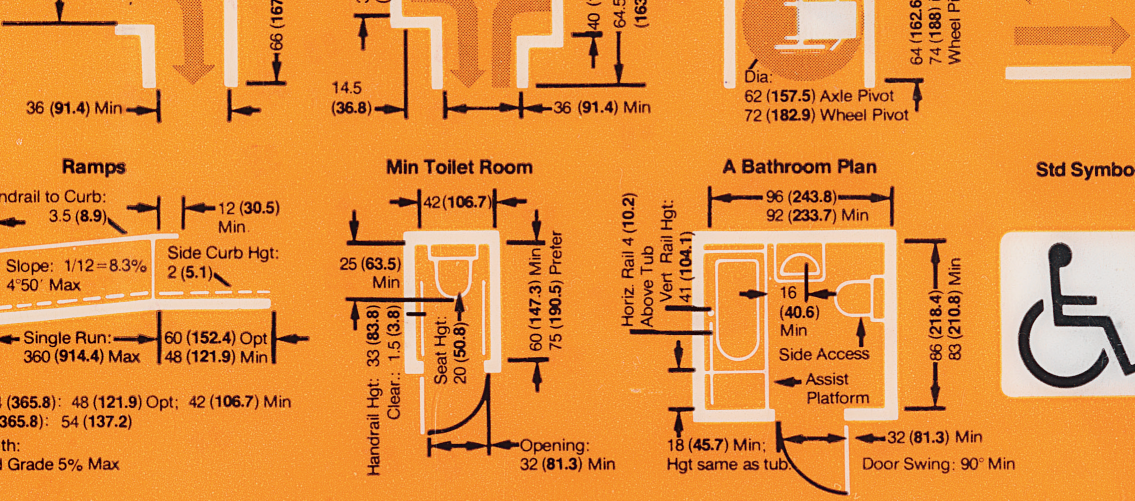 66 (167
40 (
64.5
(163
64 (162.6
74 (188)
Wheel Pi
36 (91.4) Min
14.5
(36.8)
36 (91.4) Min
Dia:
62 (157.5) Axle Pivot
72 (182.9) Wheel Pivot
Ramps
ndrail to Curb:
3.5 (8.9)
12 (30.5)
Min.
Slope: 1/12=8.3%
4°50′ Max
Side Curb Hgt:
2 (5.1)
Single Run:
360 (914.4) Max
60 (152.4) Opt
48 (121.9) Min
(365.8): 48 (121.9) Opt; 42 (106.7) Min
365.8): 54 (137.2)
th:
d Grade 5% Max
Min Toilet Room
42 (106.7)
25 (63.5)
Min
60 (147.3) Min
75 (190.5) Prefer
Handrail Hgt: 33 (83.8)
Clear.: 1.5 (3.8)
Seat Hgt:
20 (50.8)
Opening:
32 (81.3) Min
A Bathroom Plan
96 (243.8)
92 (233.7) Min
Horiz. Rail 4 (10.2)
Above Tub
Vert Rail Hgt:
41 (104.1)
16
(40.6)
Min
Side Access
Assist
Platform
86 (218.4)
83 (210.8) Min
18 (45.7) Min;
Hgt same as tub.
32 (81.3) Min
Door Swing: 90° Min
Std Symbo